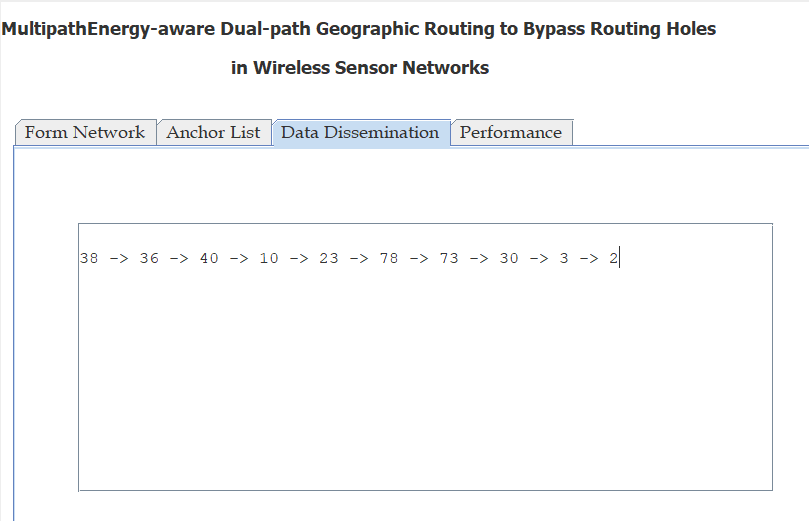 MultipathEnergy-aware Dual-path Geographic Routing to Bypass Routing Holes
in Wireless Sensor Networks
Form Network Anchor List Data Dissemination Performance
38 -> 36 -> 40 -> 10 -> 23 -> 78 -> 73 -> 30 -> 3 -> 2